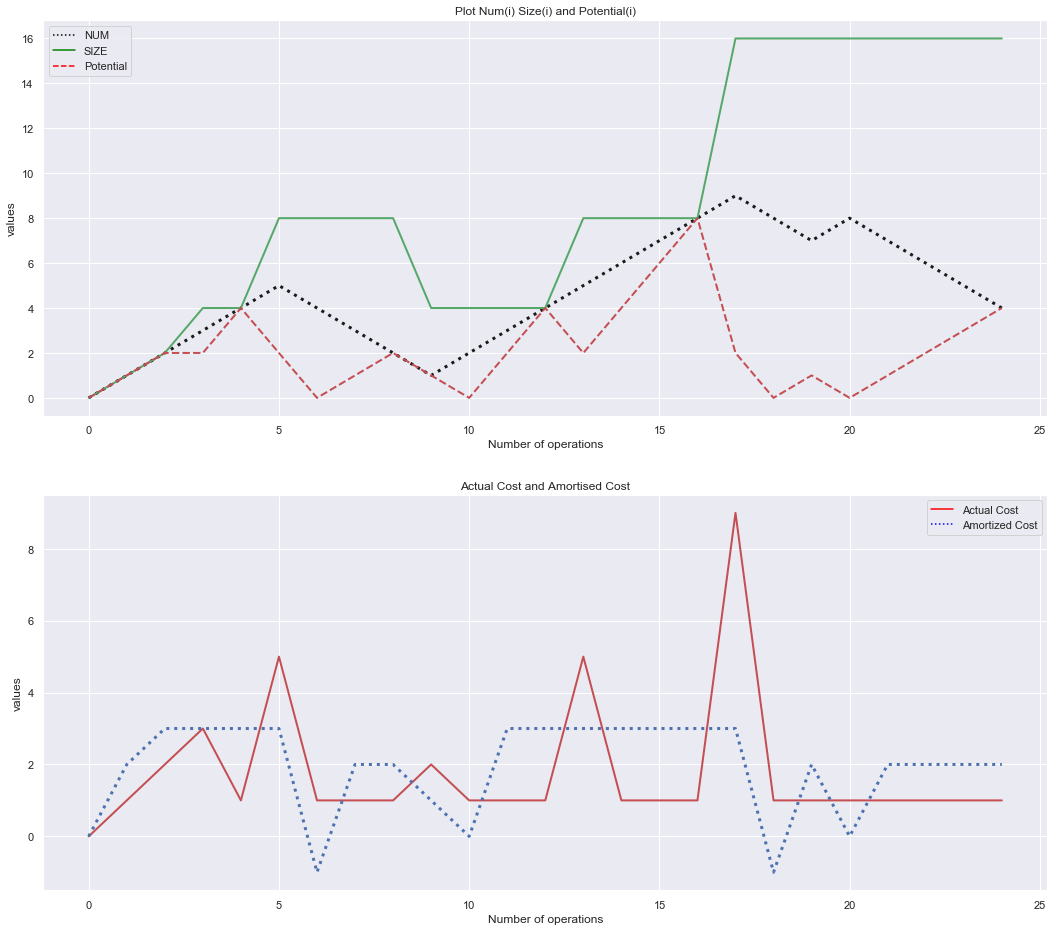 Plot Num(i) Size(i) and Potential(i)
NUM
SIZE
Potential
16
14
12
10
8
6
4
2
0
values
0 5 10 15 20 25
Number of operations
Actual Cost and Amortised Cost
Actual Cost
Amortized Cost
8
6
4
2
0
values
0 5 10 15 20 25
Number of operations